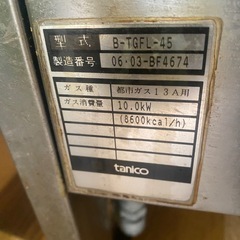 型式 B-TGFL-45
製造番号 06·03-BF4674
ガス種 都市ガス13A用
ガス消費量 10.0kW
(8600kcal/h)
tanico